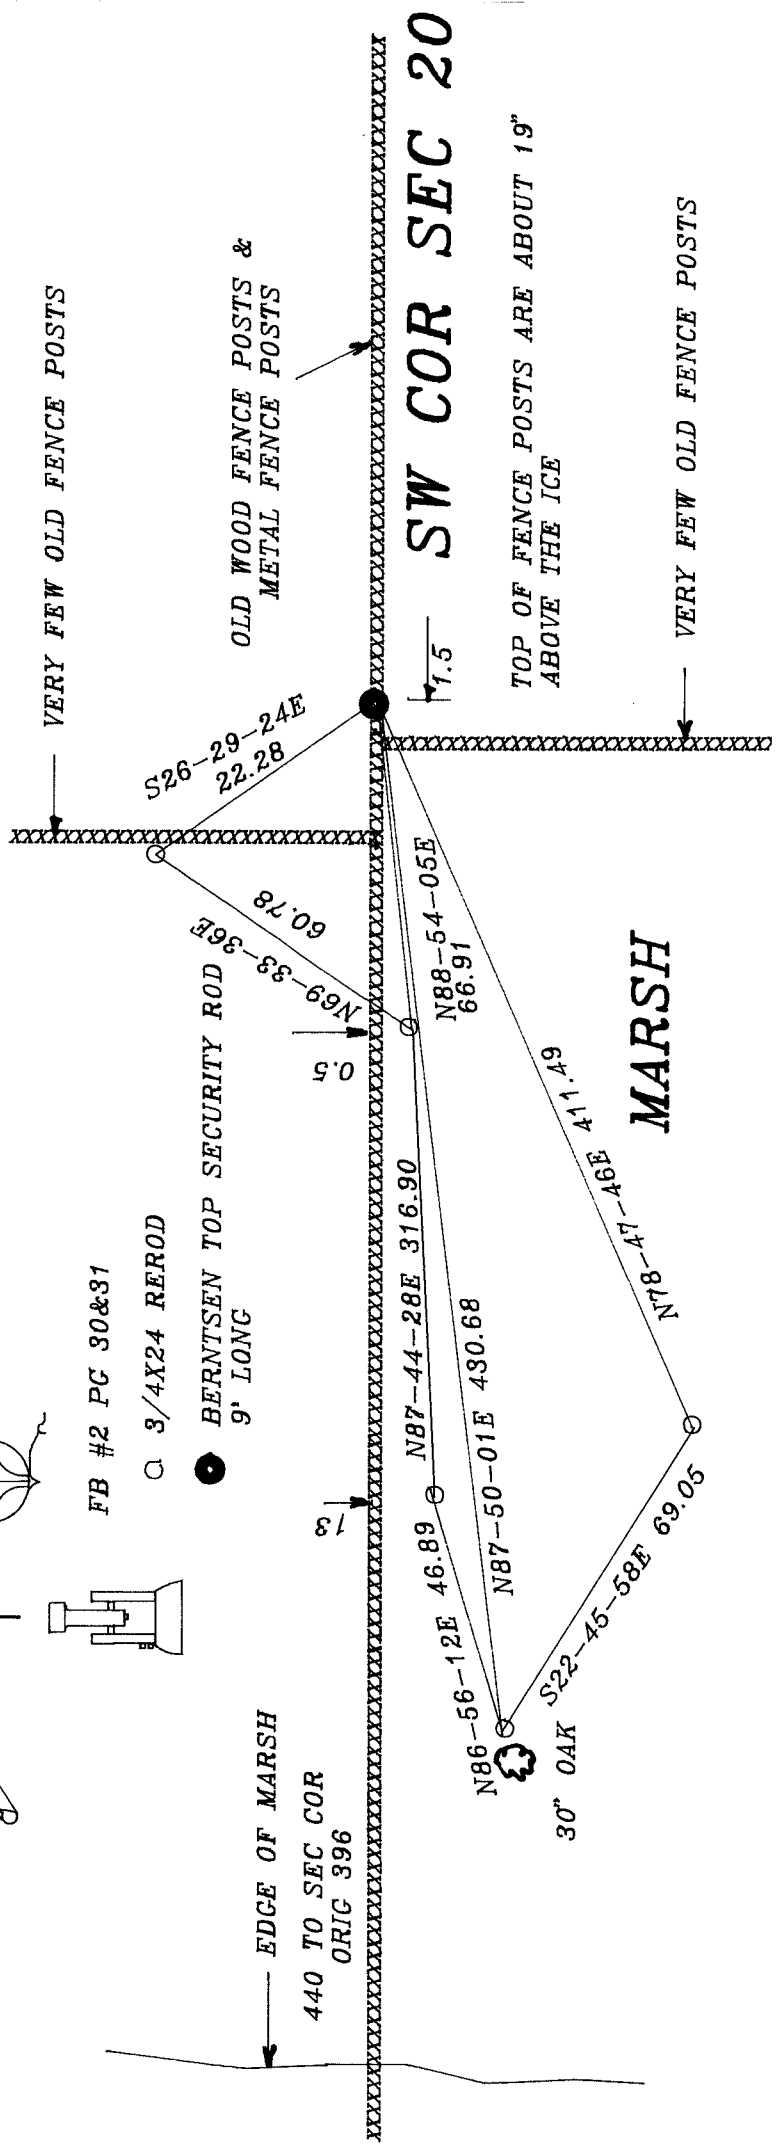 VERY FEW OLD FENCE POSTS
OLD WOOD FENCE POSTS &
METAL FENCE POSTS
SW COR SEC 20
TOP OF FENCE POSTS ARE ABOUT 19"
ABOVE THE ICE
VERY FEW OLD FENCE POSTS
1.5
S26-29-24E
22.28
60.78
N69-33-36E
0.5
N88-54-05E
66.91
MARSH
N78-47-46E 411.49
FB #2 PG 30&31
3/4X24 REROD
BERNTSEN TOP SECURITY ROD
9' LONG
13
N87-44-28E 316.90
N87-50-01E 430.68
N86-56-12E 46.89
S22-45-58E 69.05
30" OAK
EDGE OF MARSH
440 TO SEC COR
ORIG 396